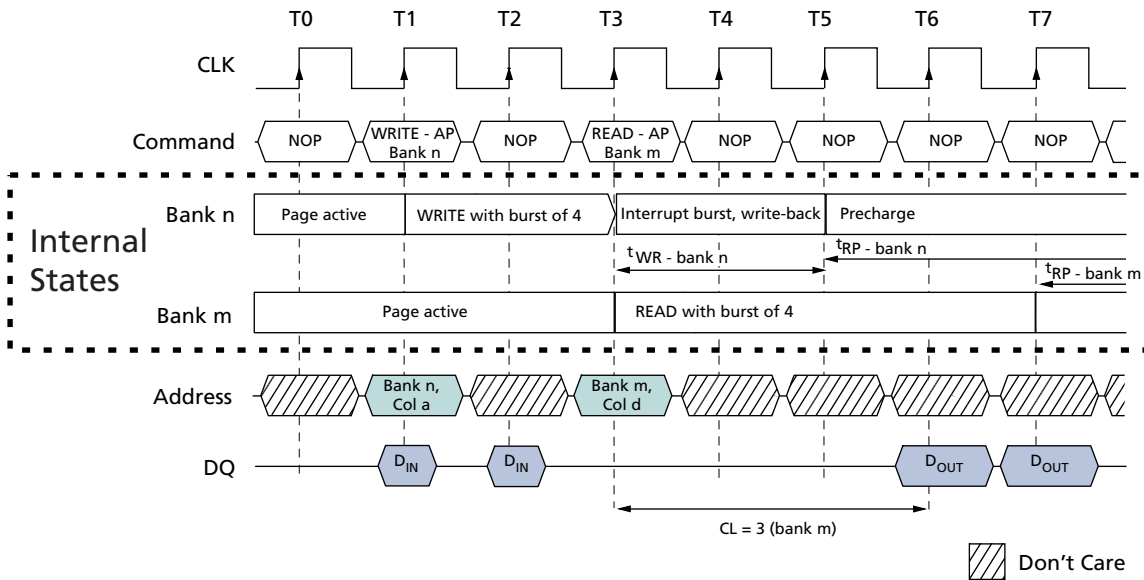 T0 T1 T2 T3 T4 T5 T6 T7
CLK
Command NOP WRITE - AP Bank n NOP READ - AP Bank m NOP NOP NOP NOP
Internal States
Bank n Page active WRITE with burst of 4 Interrupt burst, write-back Precharge
tWR - bank n tRP - bank n
tRP - bank m
Bank m Page active READ with burst of 4
Address Bank n, Col a Bank m, Col d
DQ DIN DIN DOUT DOUT
CL = 3 (bank m)
Don't Care